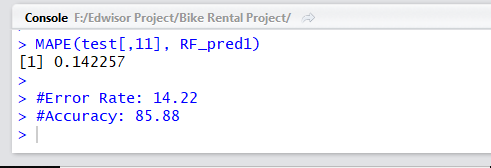 Console F:/Edwisor Project/Bike Rental Project/
> MAPE(test[,11], RF_pred1)
[1] 0.142257
>
> #Error Rate: 14.22
> #Accuracy: 85.88
>